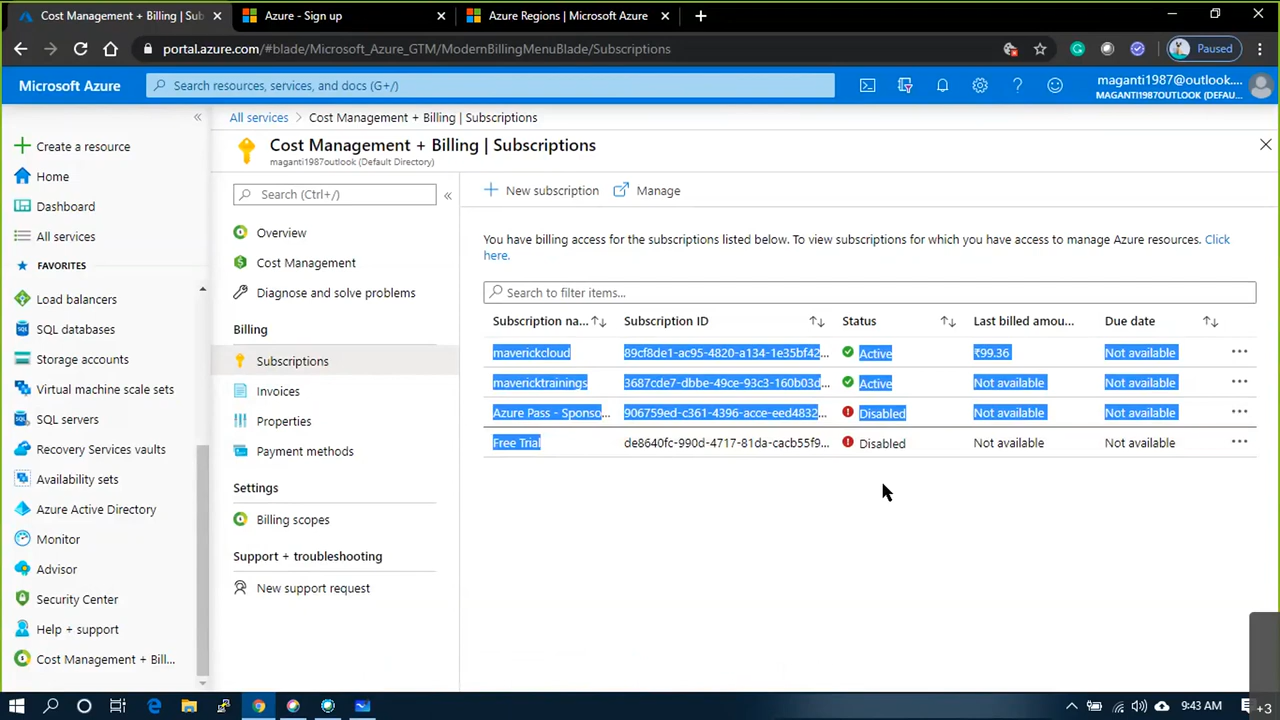 Cost Management + Billing | Sub
Azure - Sign up
Azure Regions | Microsoft Azure
portal.azure.com/#blade/Microsoft_Azure_GTM/ModernBillingMenuBlade/Subscriptions
Paused
Microsoft Azure
Search resources, services, and docs (G+/)
maganti1987@outlook....
MAGANTI1987OUTLOOK (DEFAU...
All services > Cost Management + Billing | Subscriptions
Cost Management + Billing | Subscriptions
maganti1987outlook (Default Directory)
Create a resource
Home
Dashboard
All services
FAVORITES
Load balancers
SQL databases
Storage accounts
Virtual machine scale sets
SQL servers
Recovery Services vaults
Availability sets
Azure Active Directory
Monitor
Advisor
Security Center
Help + support
Cost Management + Bill...
Search (Ctrl+/)
Overview
Cost Management
Diagnose and solve problems
Billing
Subscriptions
Invoices
Properties
Payment methods
Settings
Billing scopes
Support + troubleshooting
New support request
New subscription Manage
You have billing access for the subscriptions listed below. To view subscriptions for which you have access to manage Azure resources. Click
here.
Search to filter items...
Subscription na... Subscription ID Status Last billed amou... Due date
maverickcloud 89cf8de1-ac95-4820-a134-1e35bf42... Active ₹99.36 Not available
mavericktrainings 3687cde7-dbbe-49ce-93c3-160b03d... Active Not available Not available
Azure Pass - Sponso... 906759ed-c361-4396-acce-eed4832... Disabled Not available Not available
Free Trial de8640fc-990d-4717-81da-cacb55f9... Disabled Not available Not available
9:43 AM
+3